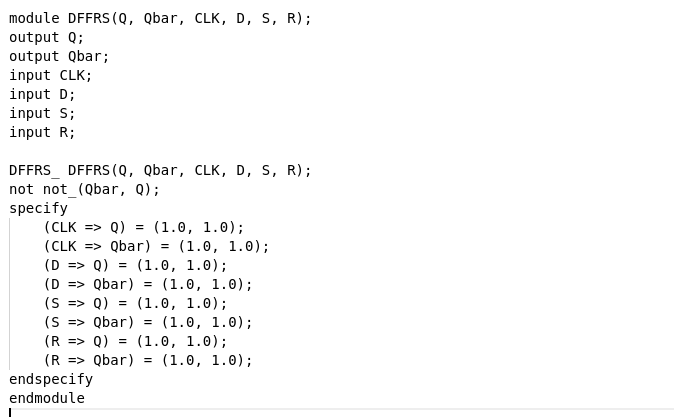 module DFFRS(Q, Qbar, CLK, D, S, R);
output Q;
output Qbar;
input CLK;
input D;
input S;
input R;

DFFRS_ DFFRS(Q, Qbar, CLK, D, S, R);
not not_(Qbar, Q);
specify
    (CLK => Q) = (1.0, 1.0);
    (CLK => Qbar) = (1.0, 1.0);
    (D => Q) = (1.0, 1.0);
    (D => Qbar) = (1.0, 1.0);
    (S => Q) = (1.0, 1.0);
    (S => Qbar) = (1.0, 1.0);
    (R => Q) = (1.0, 1.0);
    (R => Qbar) = (1.0, 1.0);
endspecify
endmodule